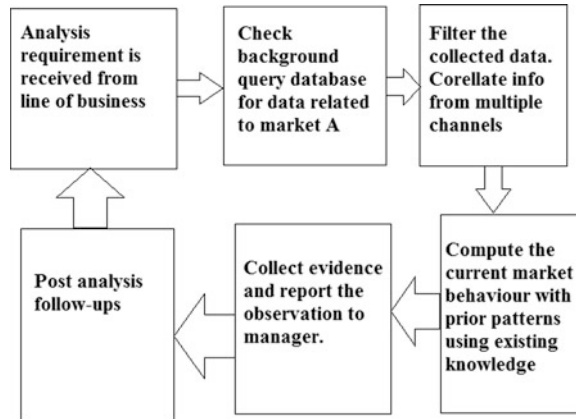 Analysis
requirement is
received from
line of business
Check
background
query database
for data related
to market A
Filter the
collected data.
Corellate info
from multiple
channels
Compute the
current market
behaviour with
prior patterns
using existing
knowledge
Collect evidence
and report the
observation to
manager.
Post analysis
follow-ups